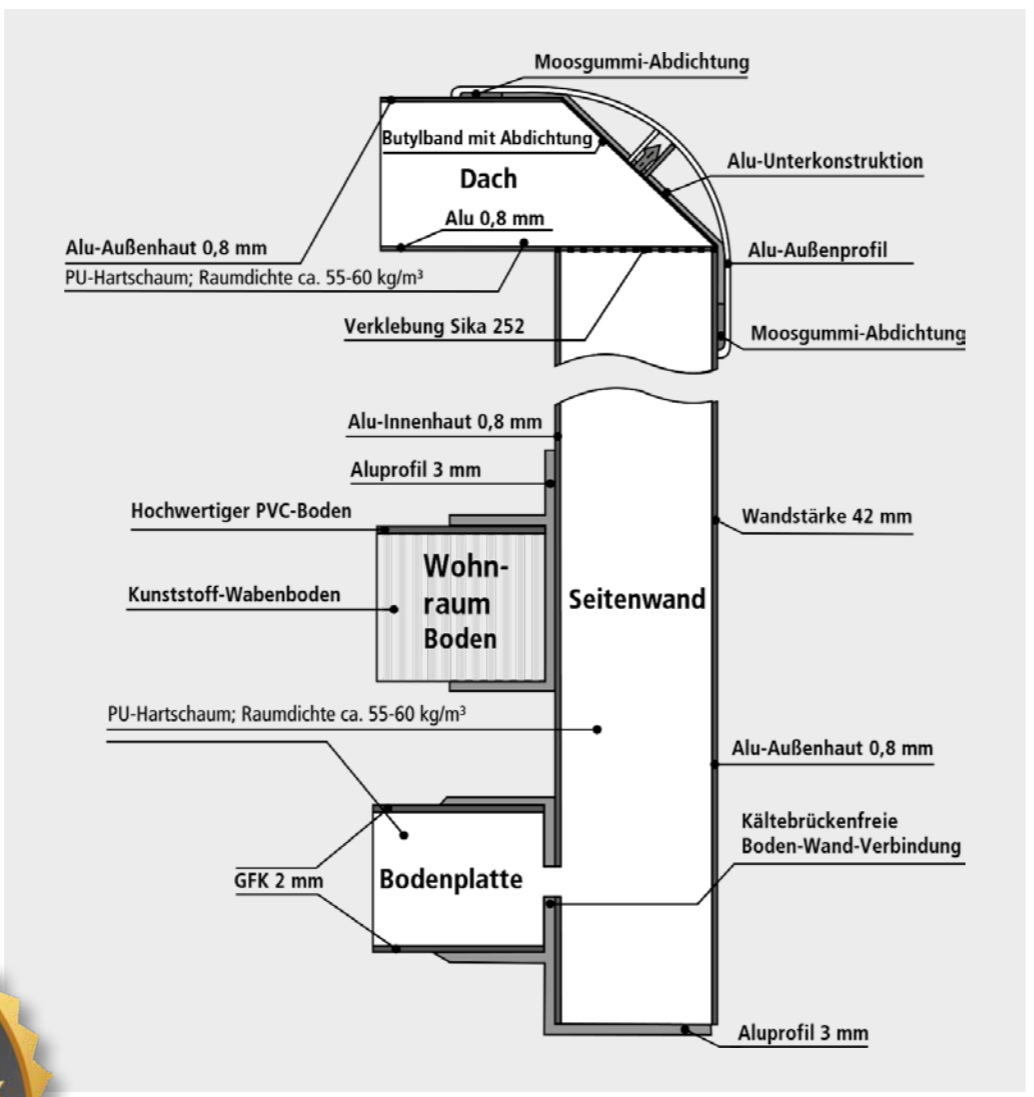 Moosgummi-Abdichtung
Butylband mit Abdichtung
Dach
Alu-Unterkonstruktion
Alu 0,8 mm
Alu-Außenhaut 0,8 mm
Alu-Außenprofil
PU-Hartschaum; Raumdichte ca. 55-60 kg/m³
Verklebung Sika 252
Moosgummi-Abdichtung
Alu-Innenhaut 0,8 mm
Aluprofil 3 mm
Hochwertiger PVC-Boden
Wandstärke 42 mm
Wohn-
raum
Boden
Kunststoff-Wabenboden
Seitenwand
PU-Hartschaum; Raumdichte ca. 55-60 kg/m³
Alu-Außenhaut 0,8 mm
Kältebrückenfreie
Boden-Wand-Verbindung
GFK 2 mm
Bodenplatte
Aluprofil 3 mm